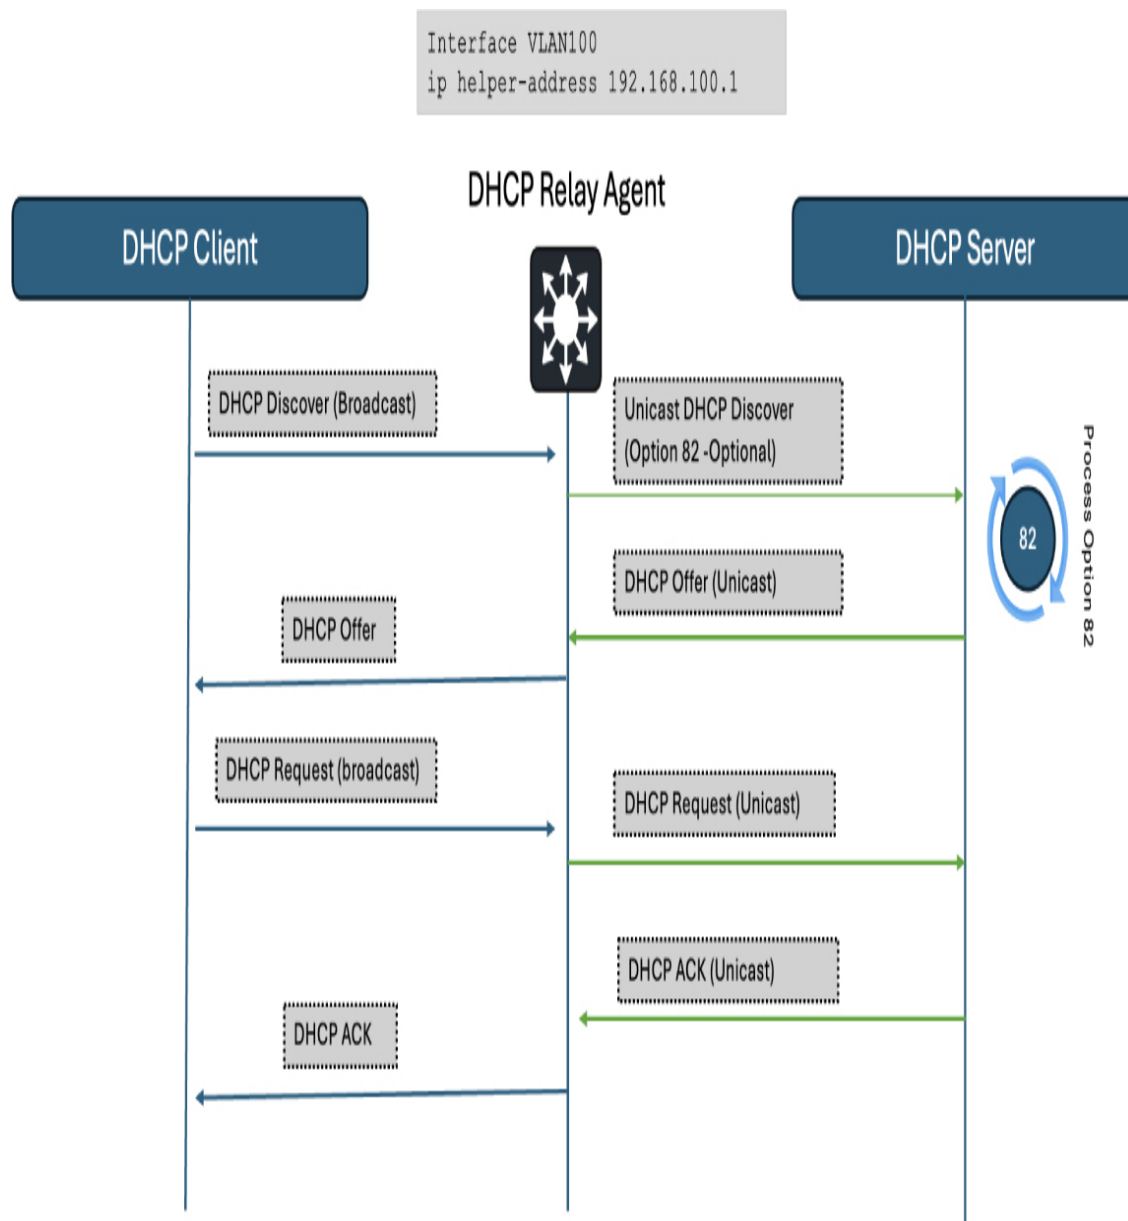 Interface VLAN100
ip helper-address 192.168.100.1
DHCP Relay Agent
DHCP Client
DHCP Server
DHCP Discover (Broadcast)
Unicast DHCP Discover
(Option 82 -Optional)
Process Option 82
82
DHCP Offer (Unicast)
DHCP Offer
DHCP Request (broadcast)
DHCP Request (Unicast)
DHCP ACK (Unicast)
DHCP ACK